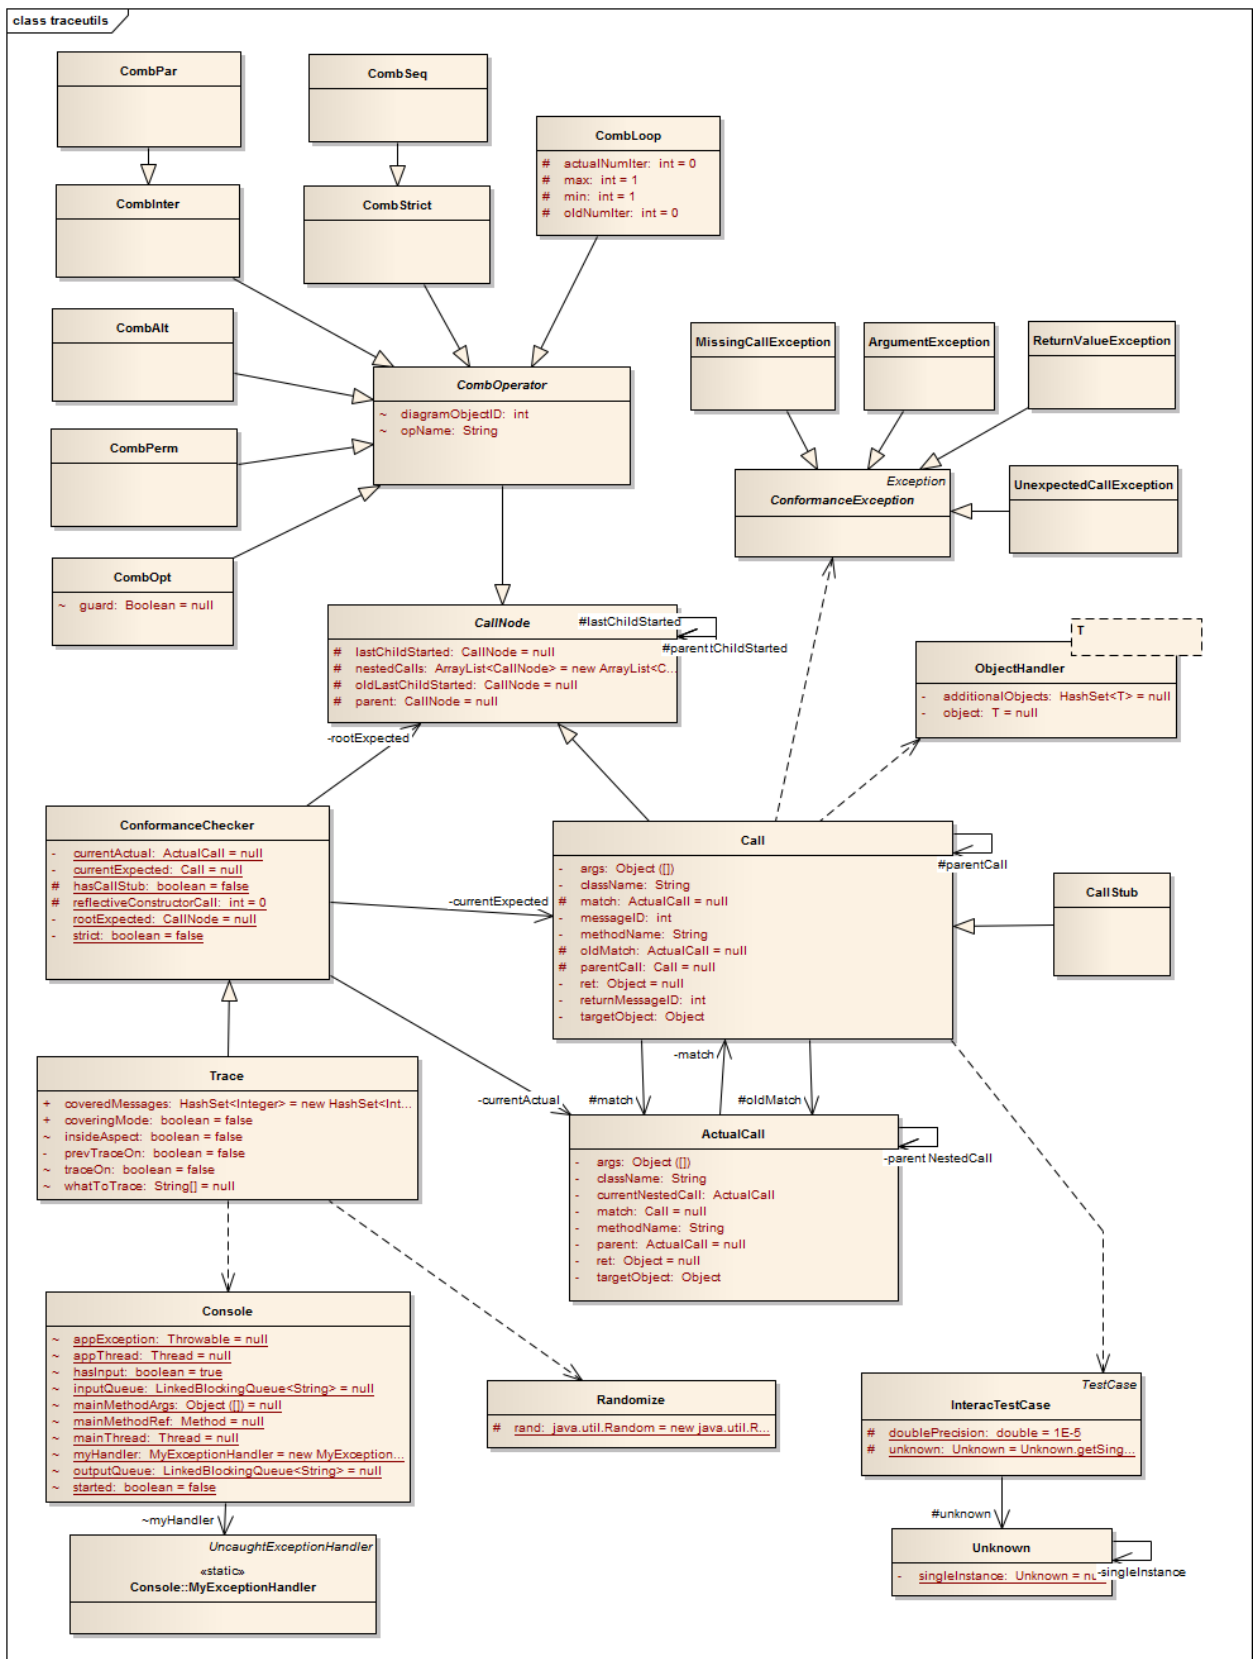 class traceutils
CombPar
CombSeq
CombLoop
# actualNumIter: int = 0
# max: int = 1
# min: int = 1
# oldNumIter: int = 0
CombInter
CombStrict
CombAlt
MissingCallException
ArgumentException
ReturnValueException
CombOperator
~ diagramObjectID: int
~ opName: String
CombPerm
Exception
ConformanceException
UnexpectedCallException
CombOpt
~ guard: Boolean = null
CallNode
# lastChildStarted: CallNode = null
# nestedCalls: ArrayList<CallNode> = new ArrayList<C...
# oldLastChildStarted: CallNode = null
# parent: CallNode = null
#lastChildStarted
#parent
tChildStarted
T
ObjectHandler
- additionalObjects: HashSet<T> = null
- object: T = null
-rootExpected
ConformanceChecker
- currentActual: ActualCall = null
- currentExpected: Call = null
# hasCallStub: boolean = false
# reflectiveConstructorCall: int = 0
- rootExpected: CallNode = null
- strict: boolean = false
-currentExpected
Call
- args: Object ([])
- className: String
# match: ActualCall = null
- messageID: int
- methodName: String
# oldMatch: ActualCall = null
# parentCall: Call = null
- ret: Object = null
- returnMessageID: int
- targetObject: Object
#parentCall
CallStub
-match
#match
#oldMatch
-currentActual
Trace
+ coveredMessages: HashSet<Integer> = new HashSet<Int...
+ coveringMode: boolean = false
~ insideAspect: boolean = false
- prevTraceOn: boolean = false
~ traceOn: boolean = false
~ whatToTrace: String[] = null
ActualCall
- args: Object ([])
- className: String
- currentNestedCall: ActualCall
- match: Call = null
- methodName: String
- parent: ActualCall = null
- ret: Object = null
- targetObject: Object
-parent
NestedCall
Console
~ appException: Throwable = null
~ appThread: Thread = null
~ hasInput: boolean = true
~ inputQueue: LinkedBlockingQueue<String> = null
~ mainMethodArgs: Object ([]) = null
~ mainMethodRef: Method = null
~ mainThread: Thread = null
~ myHandler: MyExceptionHandler = new MyException...
~ outputQueue: LinkedBlockingQueue<String> = null
~ started: boolean = false
Randomize
# rand: java.util.Random = new java.util.R...
TestCase
InteracTestCase
# doublePrecision: double = 1E-5
# unknown: Unknown = Unknown.getSing...
~myHandler
#unknown
UncaughtExceptionHandler
«static»
Console::MyExceptionHandler
Unknown
- singleInstance: Unknown = nu
-singleInstance